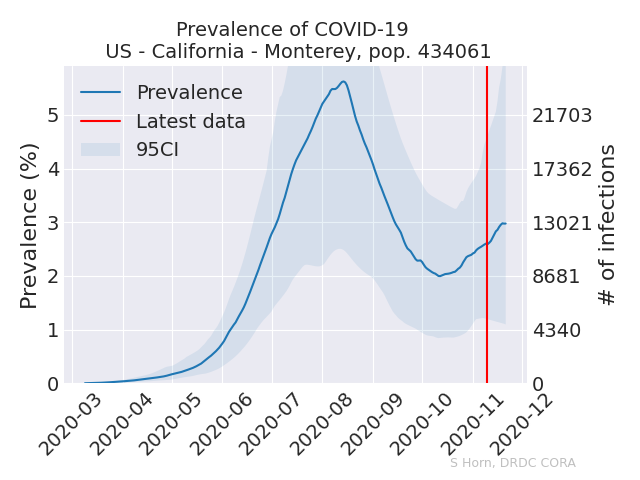 Prevalence of COVID-19
US - California - Monterey, pop. 434061
Prevalence
Latest data
95CI
Prevalence (%)
5
4
3
2
1
0
21703
17362
13021
8681
4340
0
# of infections
2020-03
2020-04
2020-05
2020-06
2020-07
2020-08
2020-09
2020-10
2020-11
2020-12
S Horn, DRDC CORA